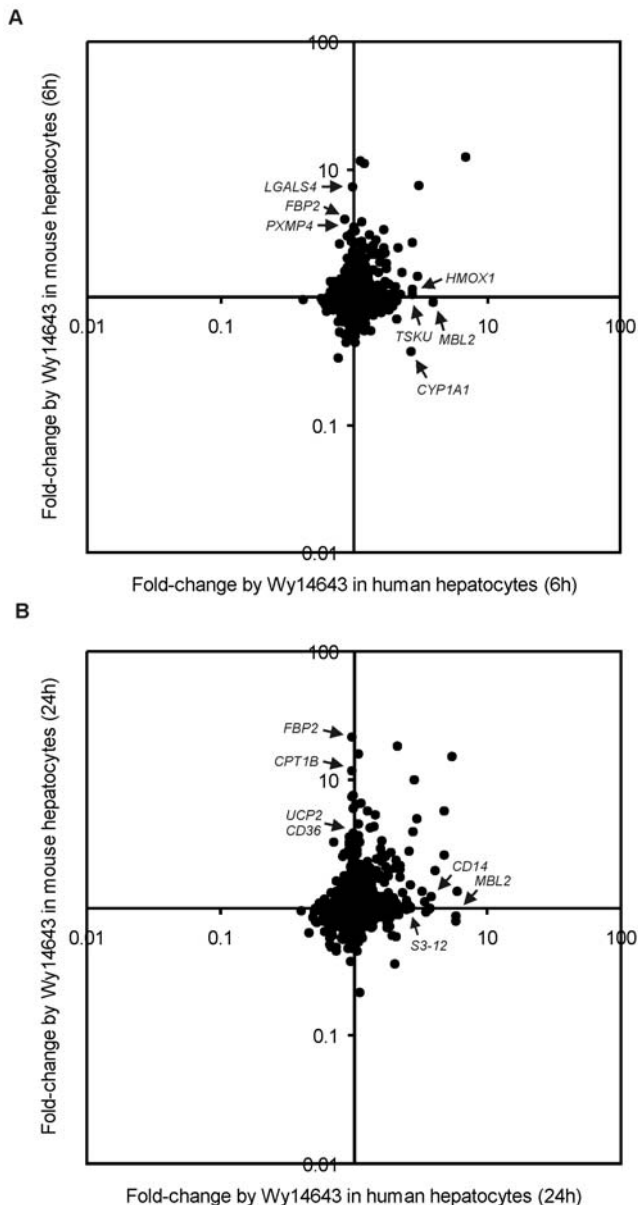 A
Fold-change by Wy14643 in mouse hepatocytes (6h)
100
10
LGALS4
FBP2
PXMP4
HMOX1
0.01
0.1
10
100
TSKU
MBL2
CYP1A1
0.1
0.01
Fold-change by Wy14643 in human hepatocytes (6h)
B
Fold-change by Wy14643 in mouse hepatocytes (24h)
100
FBP2
CPT1B
10
UCP2
CD36
CD14
MBL2
0.01
0.1
10
100
S3-12
0.1
0.01
Fold-change by Wy14643 in human hepatocytes (24h)